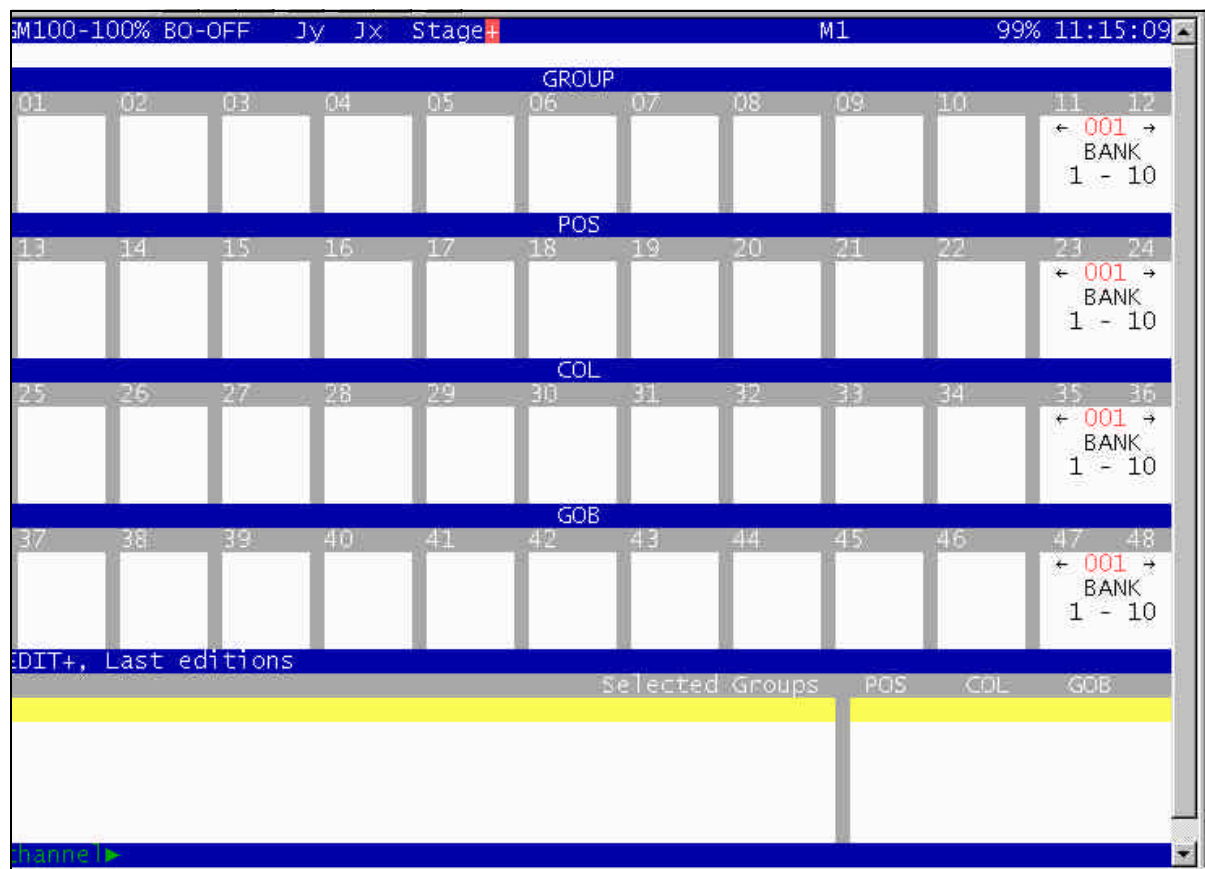 GM100-100% BO-OFF Jy Jx Stage+ M1 99% 11:15:09
GROUP
01 02 03 04 05 06 07 08 09 10 11 12
← 001 →
BANK
1 - 10
POS
13 14 15 16 17 18 19 20 21 22 23 24
← 001 →
BANK
1 - 10
COL
25 26 27 28 29 30 31 32 33 34 35 36
← 001 →
BANK
1 - 10
GOB
37 38 39 40 41 42 43 44 45 46 47 48
← 001 →
BANK
1 - 10
EDIT+, Last editions
Selected Groups POS COL GOB
hannel►